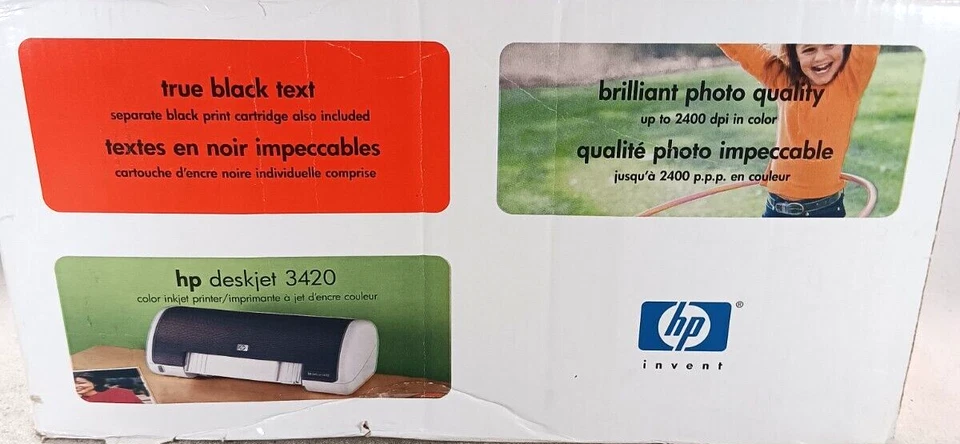 true black text
separate black print cartridge also included
textes en noir impeccables
cartouche d'encre noire individuelle comprise
brilliant photo quality
up to 2400 dpi in color
qualité photo impeccable
jusqu'à 2400 p.p.p. en couleur
hp deskjet 3420
color inkjet printer/imprimante à jet d'encre couleur
hp
hp®
invent